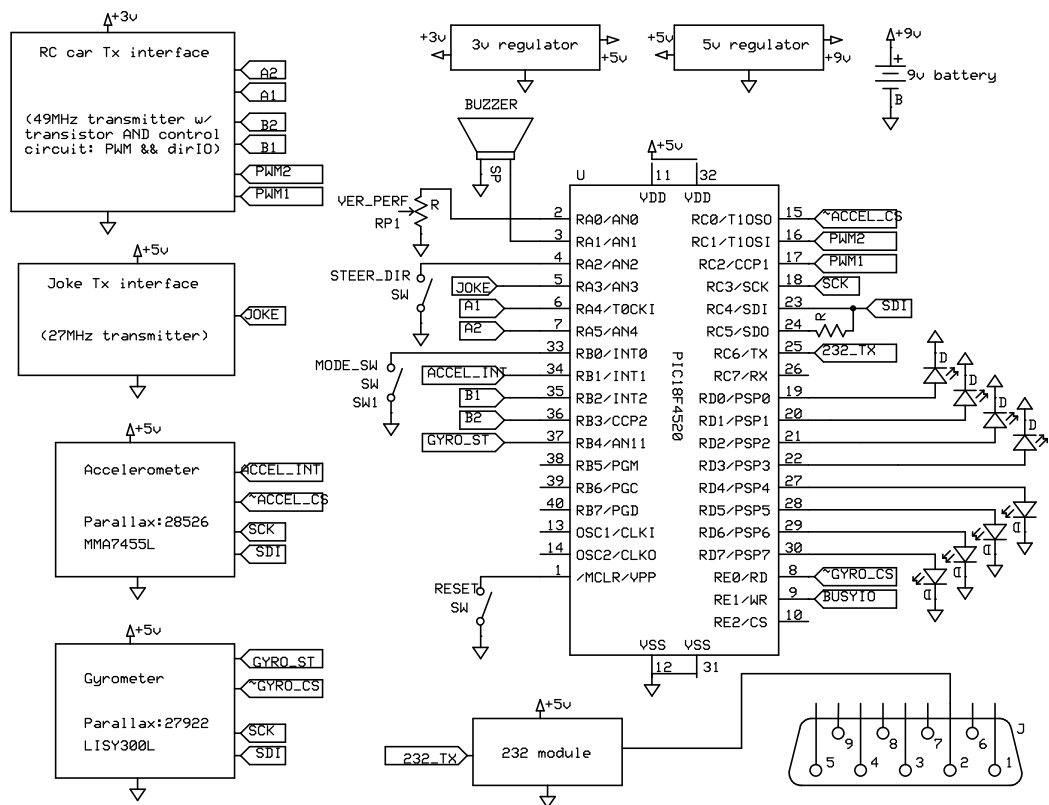 +3v
RC car Tx interface
(49MHz transmitter w/
transistor AND control
circuit: PWM && dirIO)
A2
A1
B2
B1
PWM2
PWM1
+3v
3v regulator
+5v
+5v
5v regulator
+9v
+9v
+
9v battery
B
BUZZER
SP
VER_PERF
R
RP1
STEER_DIR
SW
MODE_SW
SW
SW1
RESET
SW
+5v
Joke Tx interface
(27MHz transmitter)
JOKE
+5v
Accelerometer
Parallax:28526
MMA7455L
ACCEL_INT
~ACCEL_CS
SCK
SDI
+5v
Gyrometer
Parallax:27922
LISY300L
GYRO_ST
~GYRO_CS
SCK
SDI
+5v
U
11 32
VDD VDD
PIC18F4520
2 RA0/AN0
3 RA1/AN1
4 RA2/AN2
JOKE 5 RA3/AN3
A1 6 RA4/T0CKI
A2 7 RA5/AN4
33 RB0/INT0
ACCEL_INT 34 RB1/INT1
B1 35 RB2/INT2
B2 36 RB3/CCP2
GYRO_ST 37 RB4/AN11
38 RB5/PGM
39 RB6/PGC
40 RB7/PGD
13 OSC1/CLKI
14 OSC2/CLKO
1 /MCLR/VPP
RC0/T1OSO 15 ~ACCEL_CS
RC1/T1OSI 16 PWM2
RC2/CCP1 17 PWM1
RC3/SCK 18 SCK
RC4/SDI 23 SDI
RC5/SDO 24 R
RC6/TX 25 232_TX
RC7/RX 26
RD0/PSP0 19
RD1/PSP1 20
RD2/PSP2 21
RD3/PSP3 22
RD4/PSP4 27
RD5/PSP5 28
RD6/PSP6 29
RD7/PSP7 30
RE0/RD 8 ~GYRO_CS
RE1/WR 9 BUSYIO
RE2/CS 10
D
D
D
D
D
D
D
D
VSS VSS
12 31
+5v
232 module
232_TX
J
9 8 7 6
5 4 3 2 1